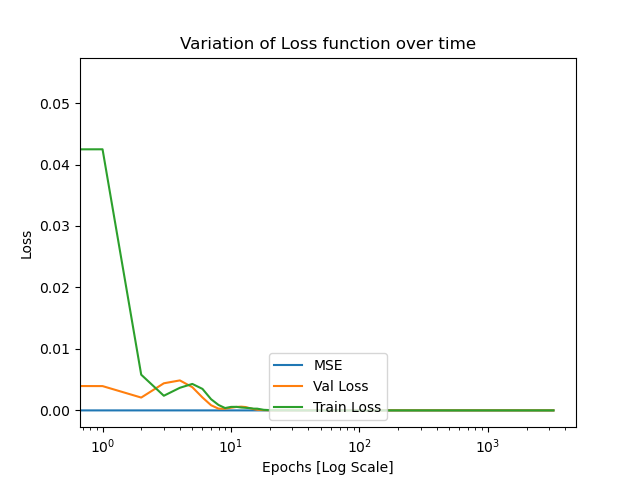 Variation of Loss function over time
0.05
0.04
0.03
0.02
0.01
0.00
Loss
MSE
Val Loss
Train Loss
10⁰ 10¹ 10² 10³
Epochs [Log Scale]